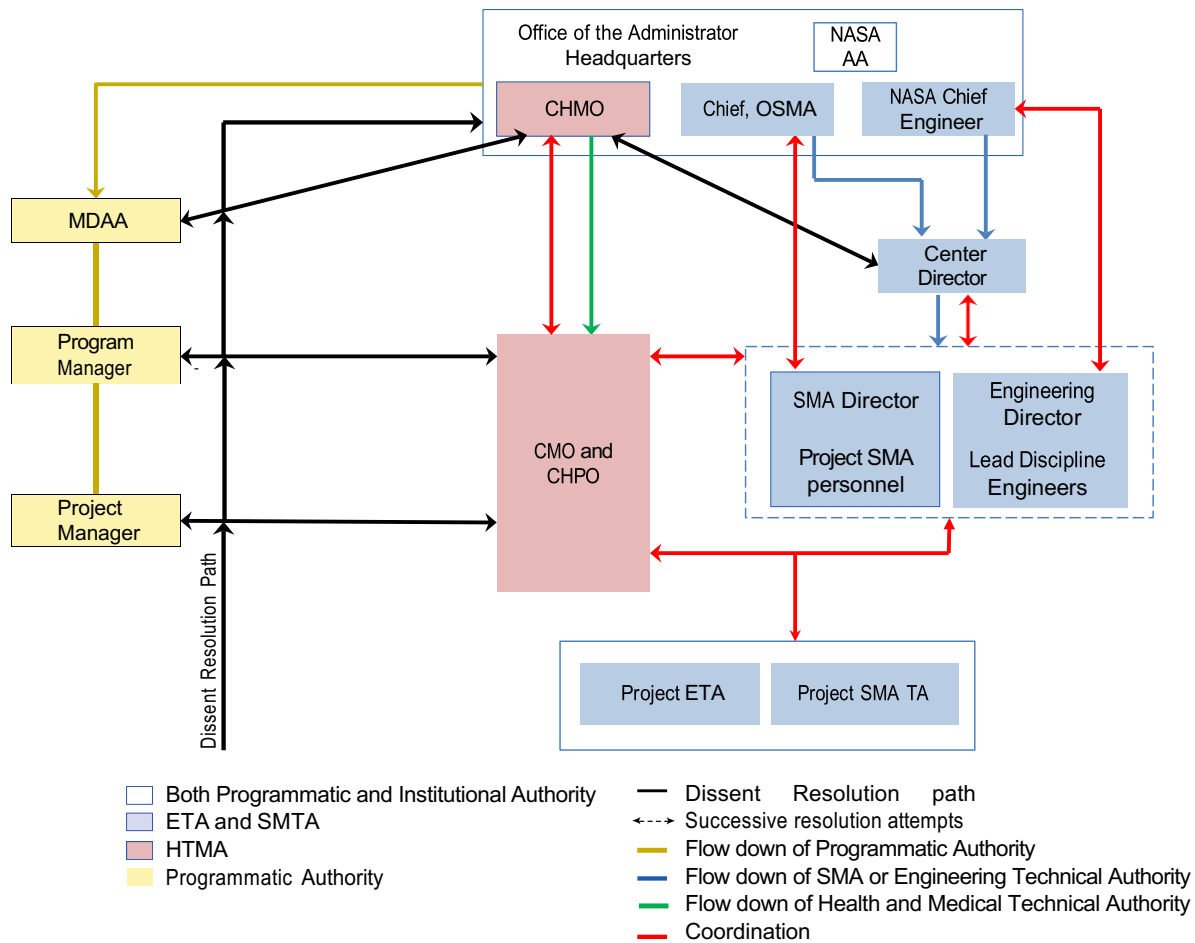 Office of the Administrator
Headquarters
NASA
AA
CHMO
Chief, OSMA
NASA Chief
Engineer
MDAA
Center
Director
Program
Manager
-
SMA Director
Project SMA
personnel
Engineering
Director
Lead Discipline
Engineers
CMO and
CHPO
Project
Manager
Dissent Resolution Path
Project ETA
Project SMA TA
Both Programmatic and Institutional Authority
ETA and SMTA
HTMA
Programmatic Authority
Dissent Resolution path
Successive resolution attempts
Flow down of Programmatic Authority
Flow down of SMA or Engineering Technical Authority
Flow down of Health and Medical Technical Authority
Coordination